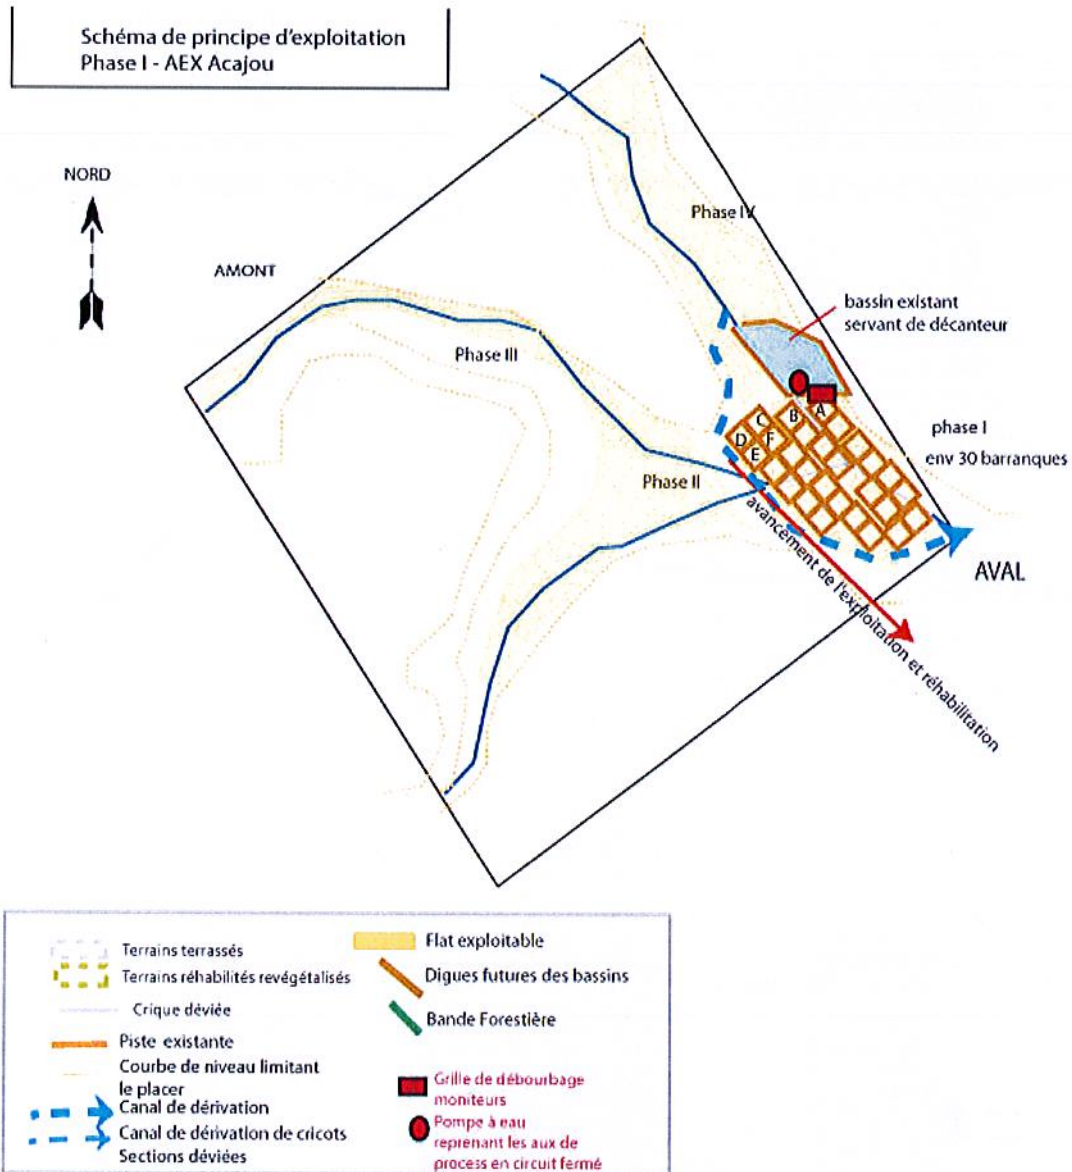 Schéma de principe d'exploitation
Phase I - AEX Acajou
NORD
AMONT
Phase IV
bassin existant
servant de décanteur
Phase III
A
B
C
D
F
E
phase I
env 30 barranques
Phase II
avancement de l'exploitation et réhabilitation
AVAL
Terrains terrassés
Terrains réhabilités revégétalisés
Crique déviée
Piste existante
Courbe de niveau limitant
le placer
Canal de dérivation
Canal de dérivation de cricots
Sections déviées
Flat exploitable
Digues futures des bassins
Bande Forestière
Grille de débourbage
moniteurs
Pompe à eau
reprenant les aux de
process en circuit fermé